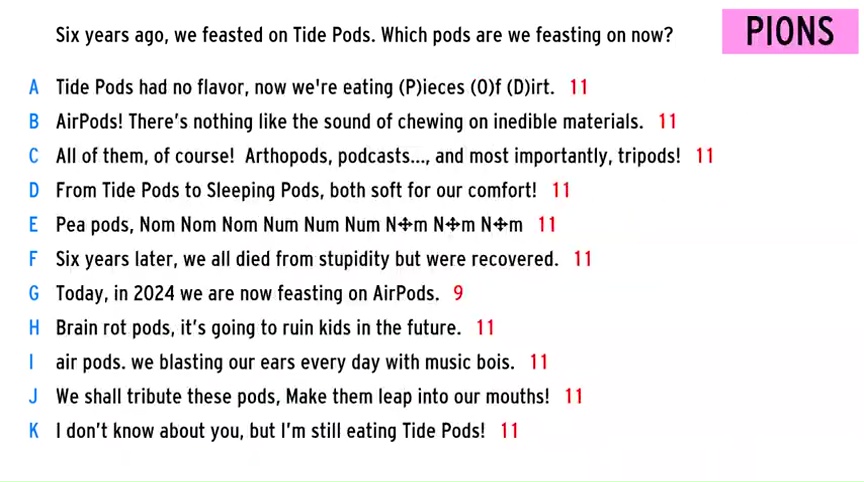 Six years ago, we feasted on Tide Pods. Which pods are we feasting on now?
PIONS
A Tide Pods had no flavor, now we're eating (P)ieces (O)f (D)irt. 11
B AirPods! There's nothing like the sound of chewing on inedible materials. 11
C All of them, of course! Arthopods, podcasts..., and most importantly, tripods! 11
D From Tide Pods to Sleeping Pods, both soft for our comfort! 11
E Pea pods, Nom Nom Nom Num Num Num N✢m N✢m N✢m 11
F Six years later, we all died from stupidity but were recovered. 11
G Today, in 2024 we are now feasting on AirPods. 9
H Brain rot pods, it's going to ruin kids in the future. 11
I air pods. we blasting our ears every day with music bois. 11
J We shall tribute these pods, Make them leap into our mouths! 11
K I don't know about you, but I'm still eating Tide Pods! 11